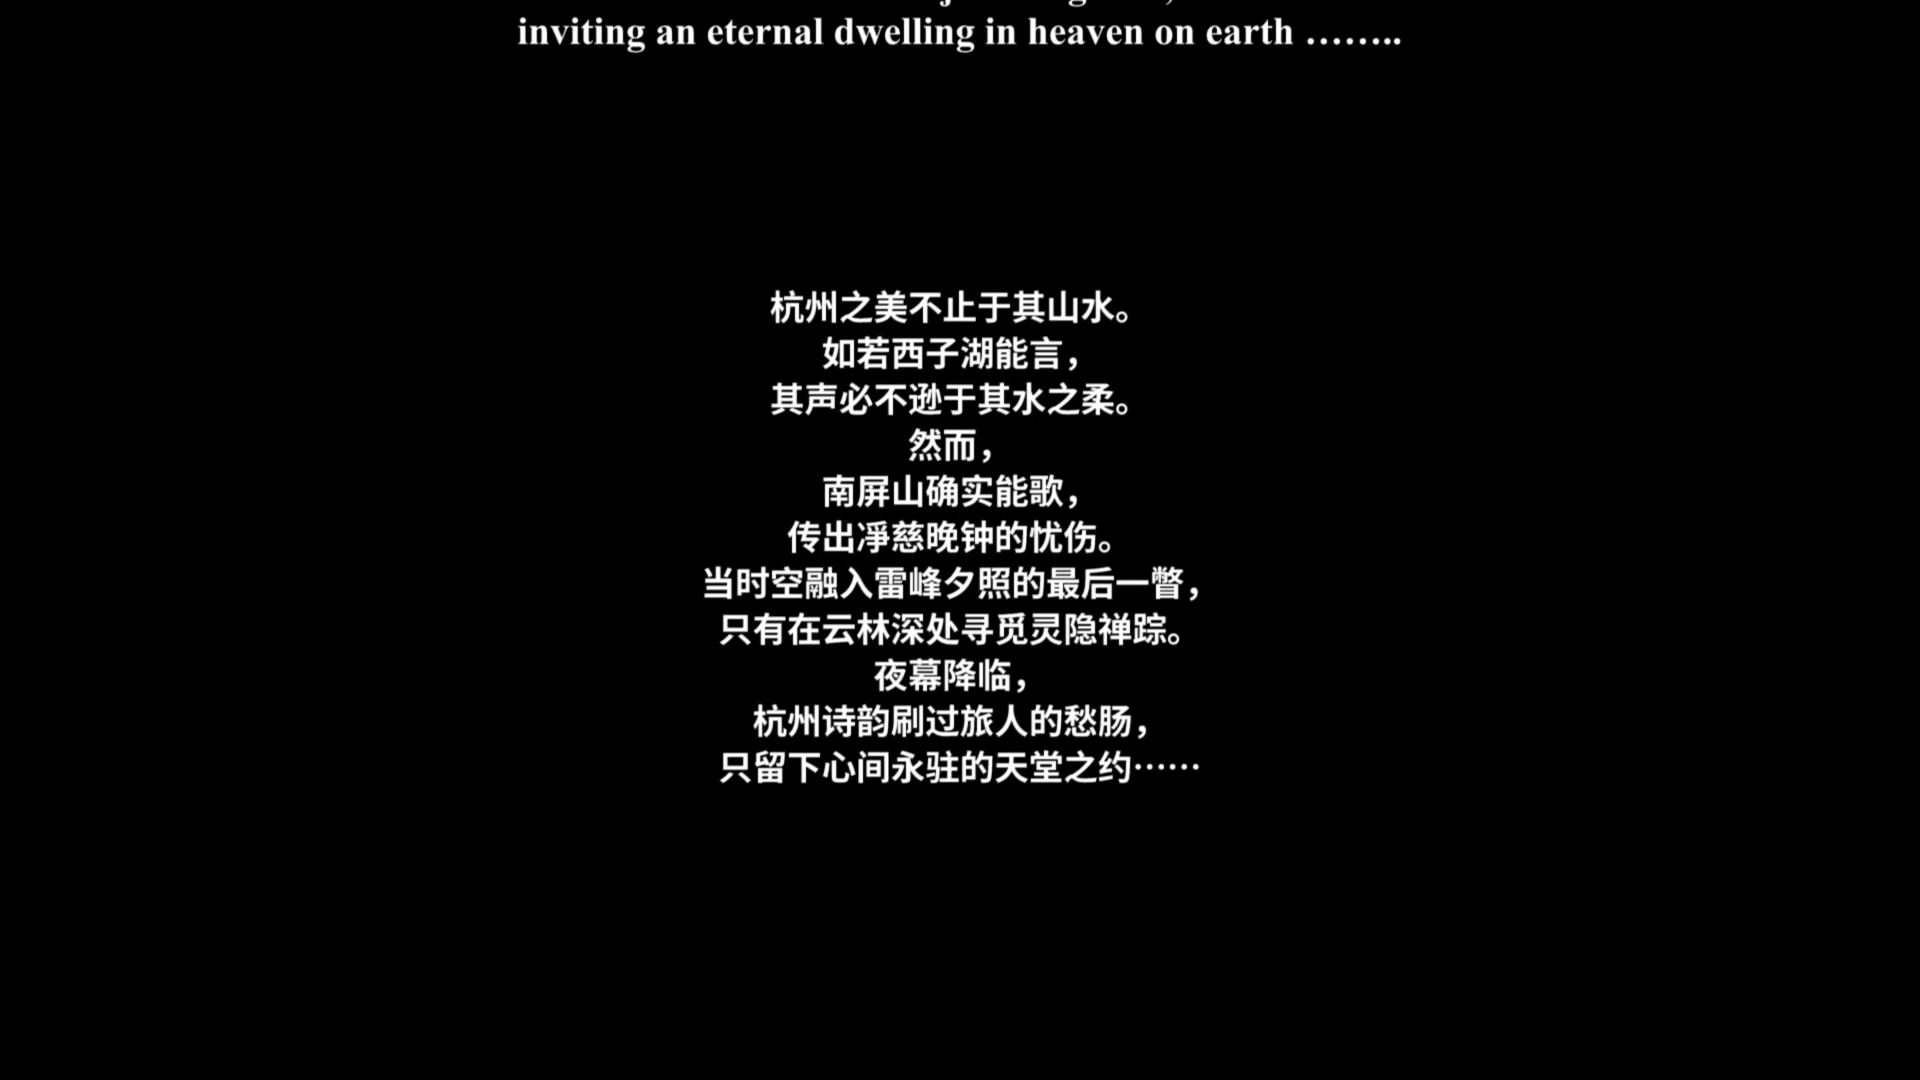 inviting an eternal dwelling in heaven on earth ……..
杭州之美不止于其山水。
如若西子湖能言，
其声必不逊于其水之柔。
然而，
南屏山确实能歌，
传出凈慈晚钟的忧伤。
当时空融入雷峰夕照的最后一瞥，
只有在云林深处寻觅灵隐禅踪。
夜幕降临，
杭州诗韵刷过旅人的愁肠，
只留下心间永驻的天堂之约……